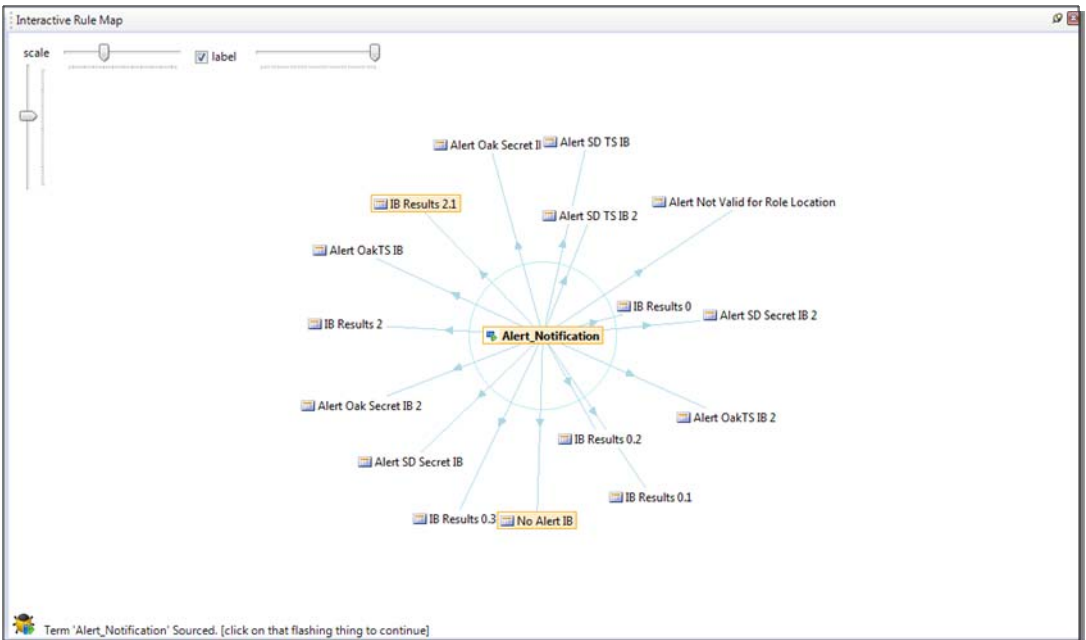 Interactive Rule Map
scale
label
Alert Oak Secret II
Alert SD TS IB
IB Results 2.1
Alert SD TS IB 2
Alert Not Valid for Role Location
Alert OakTS IB
IB Results 0
Alert SD Secret IB 2
IB Results 2
Alert_Notification
Alert Oak Secret IB 2
Alert OakTS IB 2
IB Results 0.2
Alert SD Secret IB
IB Results 0.1
IB Results 0.3
No Alert IB
Term 'Alert_Notification' Sourced. [click on that flashing thing to continue]